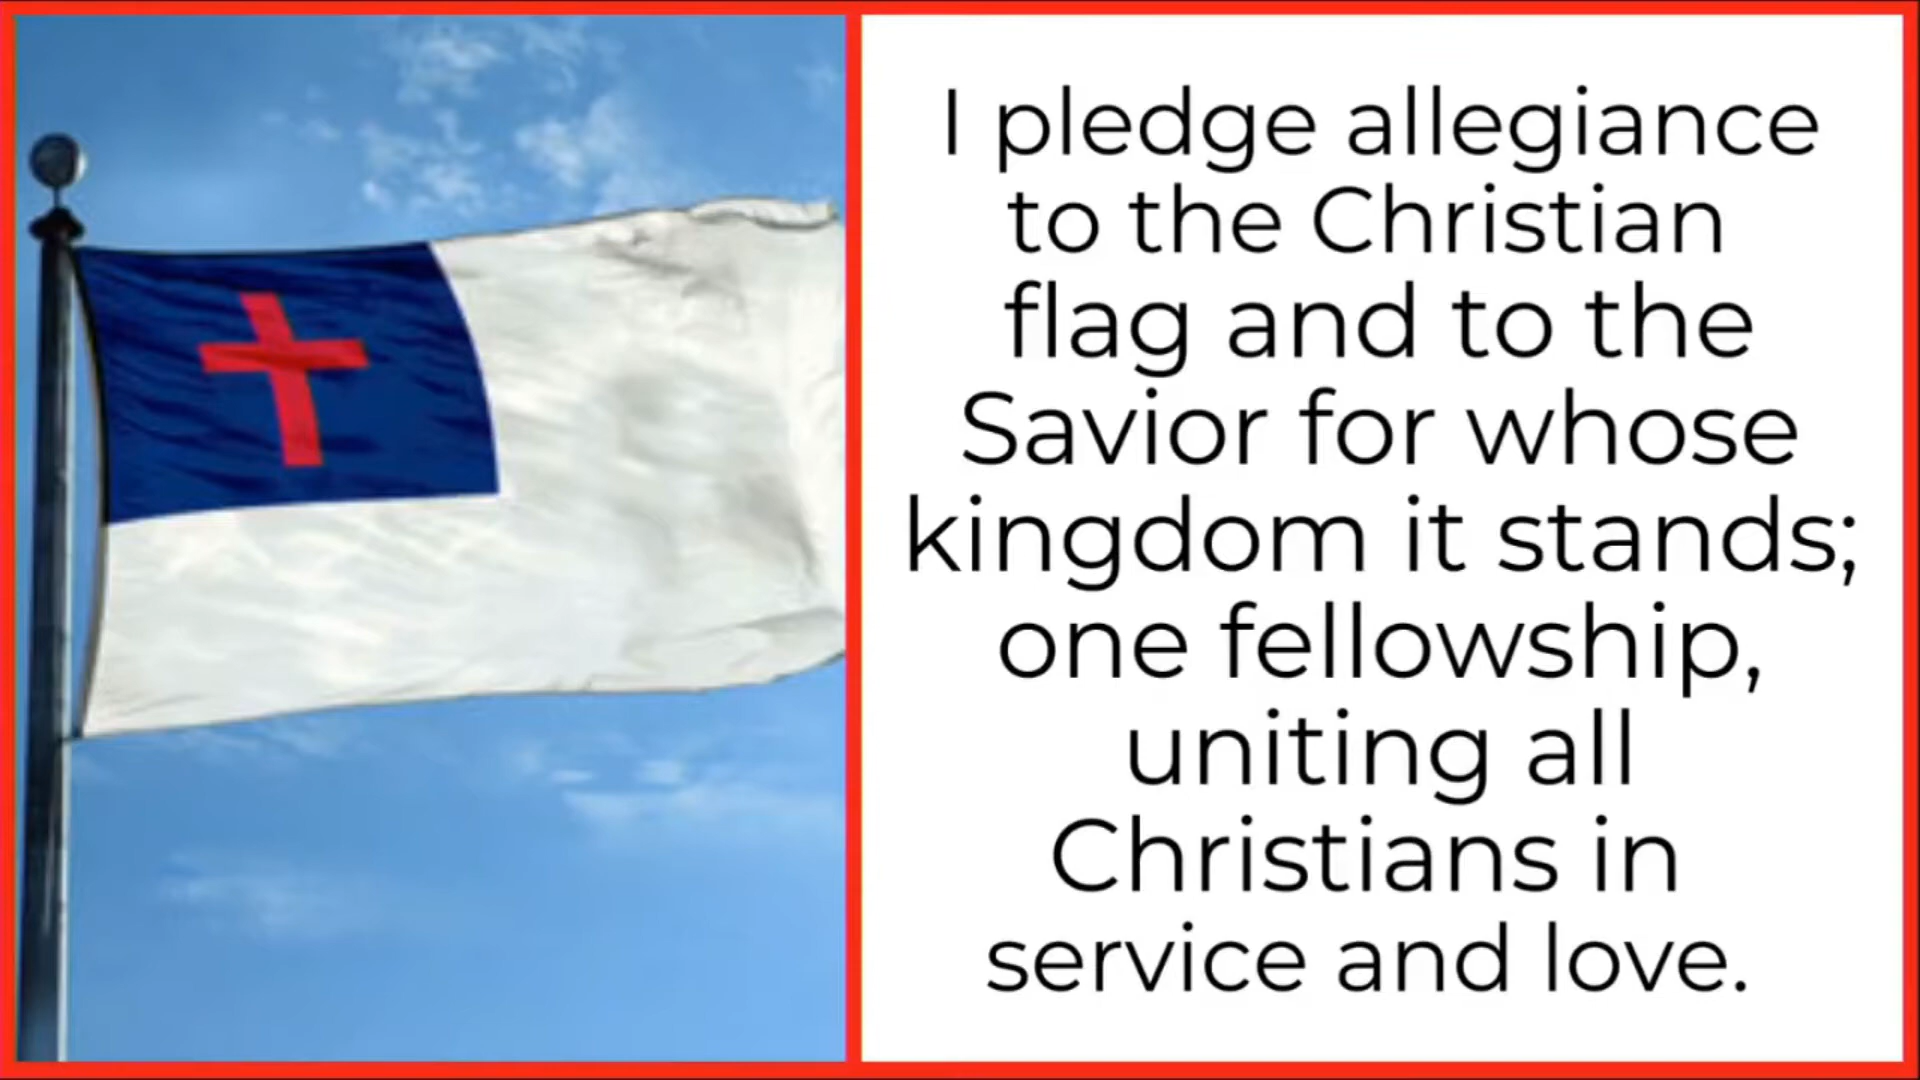 I pledge allegiance
to the Christian
flag and to the
Savior for whose
kingdom it stands;
one fellowship,
uniting all
Christians in
service and love.